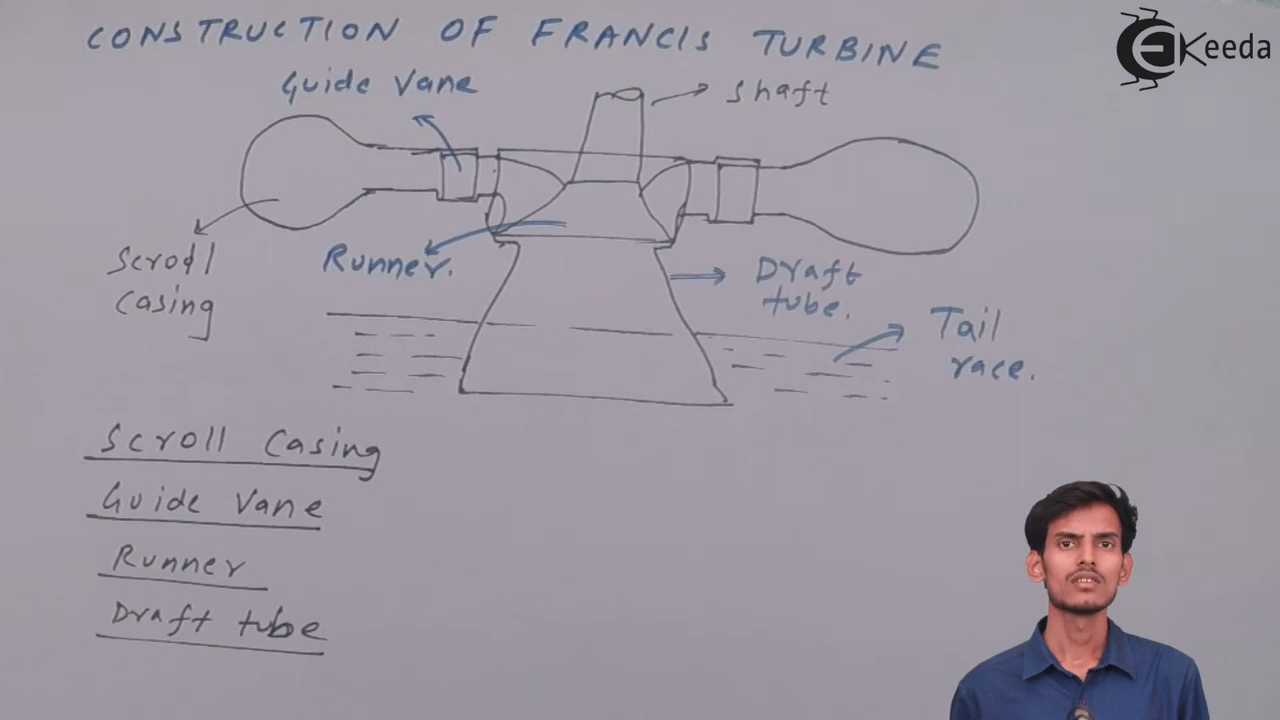 CONSTRUCTION OF FRANCIS TURBINE
EKeeda
Guide Vane
Shaft
Scroll
Casing
Runner.
Draft
tube.
Tail
race.
Scroll Casing
Guide Vane
Runner
Draft tube